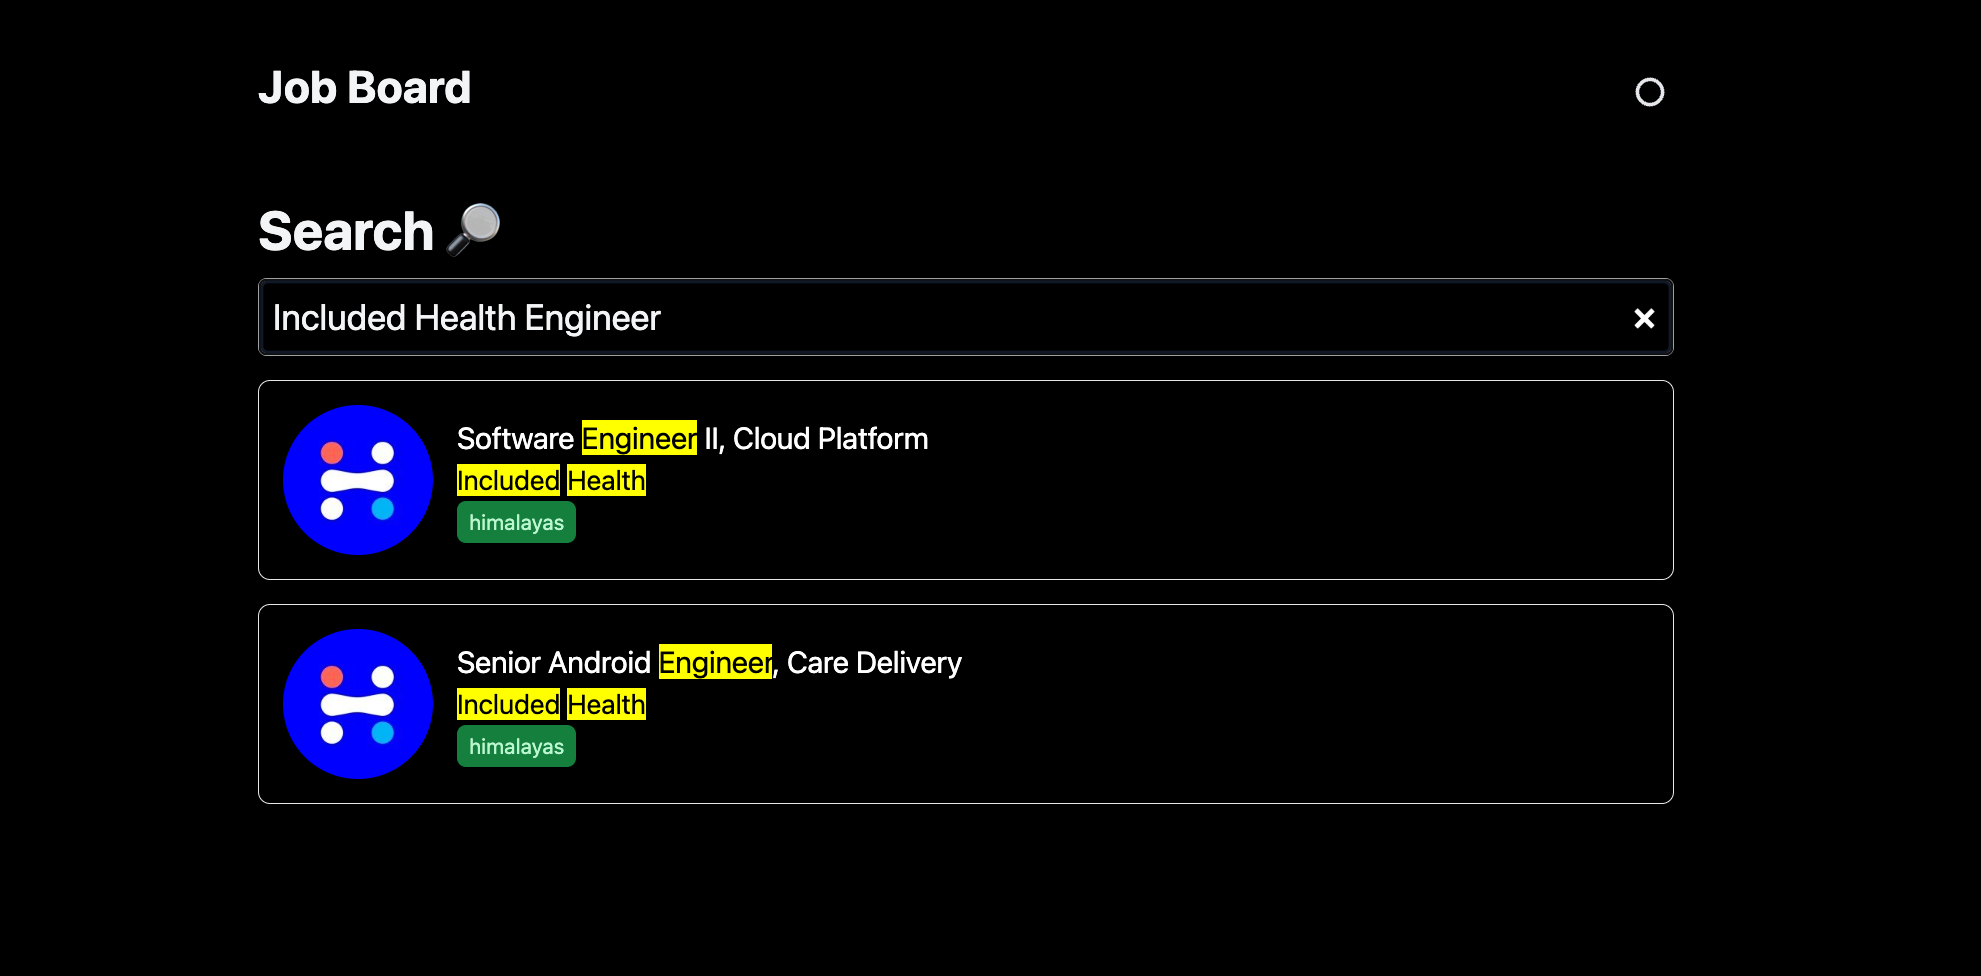 Job Board
Search 🔎
Included Health Engineer
Software Engineer II, Cloud Platform
Included Health
himalayas
Senior Android Engineer, Care Delivery
Included Health
himalayas